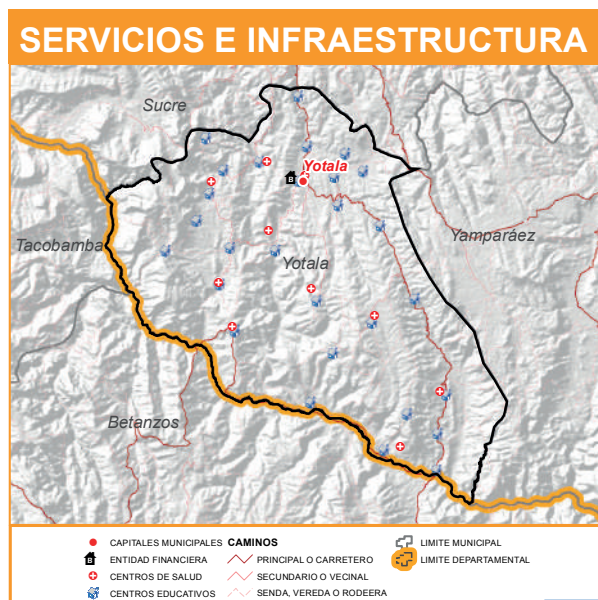 SERVICIOS E INFRAESTRUCTURA
Sucre
Yotala
B
Tacobamba
Yotala
Yamparáez
Betanzos
CAPITALES MUNICIPALES
B ENTIDAD FINANCIERA
CENTROS DE SALUD
CENTROS EDUCATIVOS
CAMINOS
PRINCIPAL O CARRETERO
SECUNDARIO O VECINAL
SENDA, VEREDA O RODEERA
LIMITE MUNICIPAL
LIMITE DEPARTAMENTAL